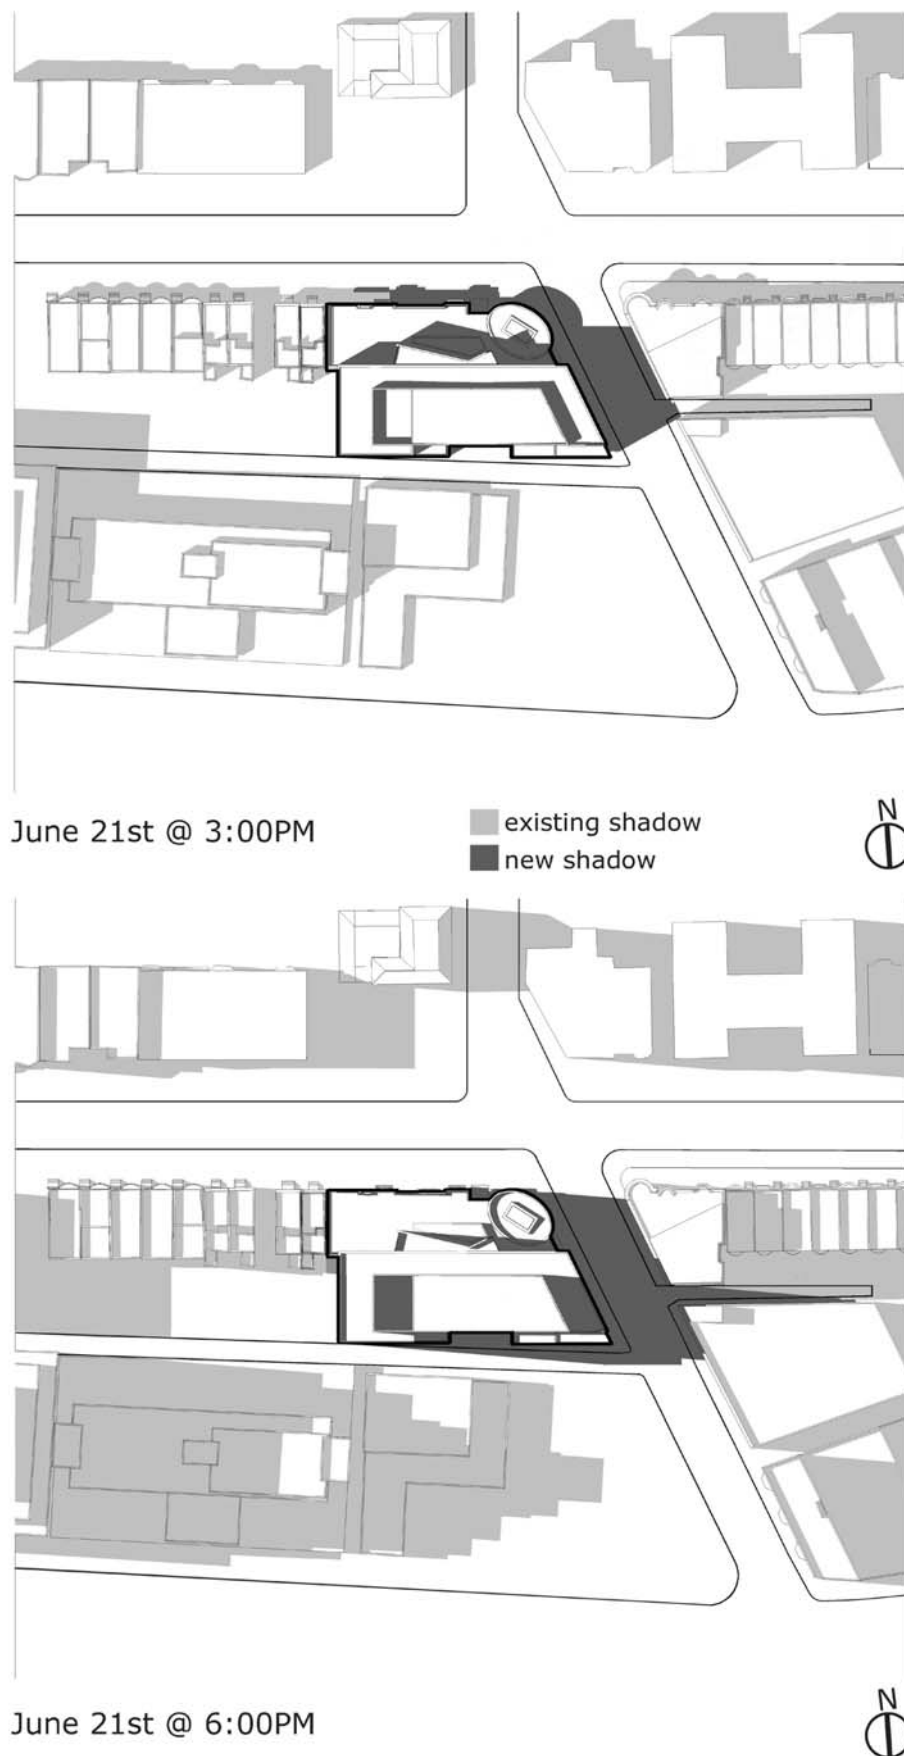 June 21st @ 3:00PM
existing shadow
new shadow
N
June 21st @ 6:00PM
N